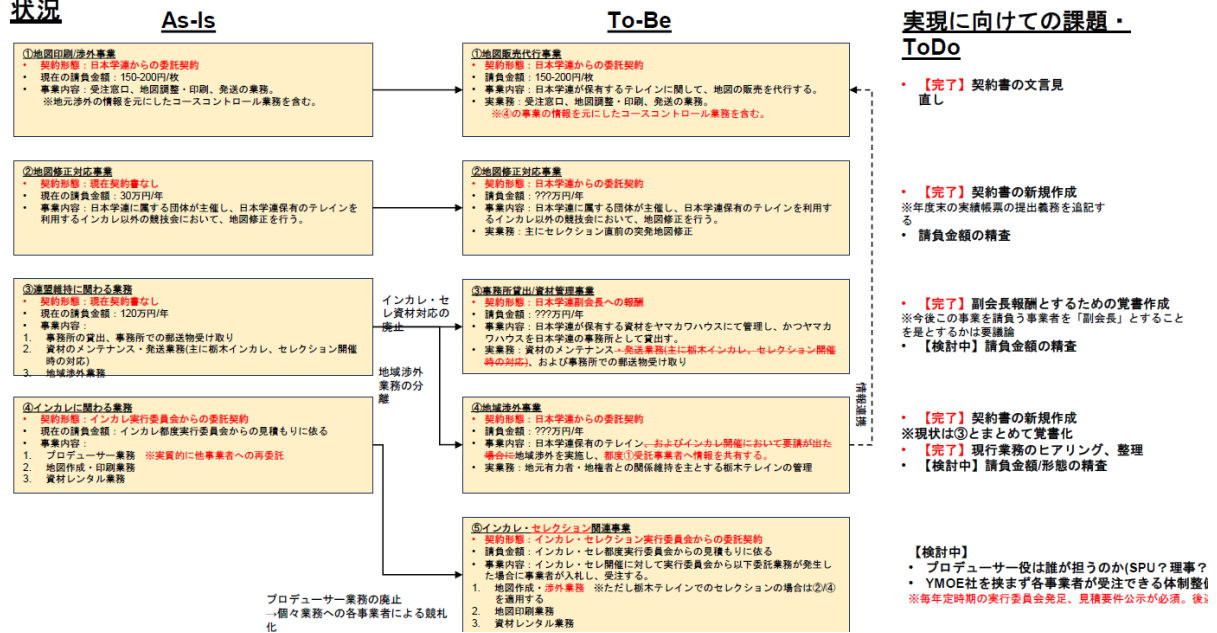 状況
As-Is
①地図印刷/渉外事業
• 契約形態：日本学連からの委託契約
• 現在の請負金額：150-200円/枚
• 事業内容：受注窓口、地図調整・印刷、発送の業務。
※地元渉外の情報を元にしたコースコントロール業務を含む。
②地図修正対応事業
• 契約形態：現在契約書なし
• 現在の請負金額：30万円/年
• 事業内容：日本学連に属する団体が主催し、日本学連保有のテレインを
利用するインカレ以外の競技会において、地図修正を行う。
③連盟維持に関わる業務
• 契約形態：現在契約書なし
• 現在の請負金額：120万円/年
• 事業内容：
1. 事務所の貸出、事務所での郵送物受け取り
2. 資材のメンテナンス・発送業務(主に栃木インカレ、セレクション開催
時の対応)
3. 地域渉外業務
④インカレに関わる業務
• 契約形態：インカレ実行委員会からの委託契約
• 現在の請負金額：インカレ都度実行委員会からの見積もりに依る
• 事業内容：
1. プロデューサー業務 ※実質的に他事業者への再委託
2. 地図作成・印刷業務
3. 資材レンタル業務
インカレ・セ
レ資材対応の
廃止
地域渉外
業務の分
離
プロデューサー業務の廃止
→個々業務への各事業者による競札
化
To-Be
①地図販売代行事業
• 契約形態：日本学連からの委託契約
• 請負金額：150-200円/枚
• 事業内容：日本学連が保有するテレインに関して、地図の販売を代行する。
• 実業務：受注窓口、地図調整・印刷、発送の業務。
※④の事業の情報を元にしたコースコントロール業務を含む。
②地図修正対応事業
• 契約形態：日本学連からの委託契約
• 請負金額：???万円/年
• 事業内容：日本学連に属する団体が主催し、日本学連保有のテレインを利用す
るインカレ以外の競技会において、地図修正を行う。
• 実業務：主にセレクション直前の突発地図修正
③事務所貸出/資材管理事業
• 契約形態：日本学連副会長への報酬
• 請負金額：???万円/年
• 事業内容：日本学連が保有する資材をヤマカワハウスにて管理し、かつヤマカ
ワハウスを日本学連の事務所として貸出す。
• 実業務：資材のメンテナンス・発送業務(主に栃木インカレ、セレクション開催
時の対応)、および事務所での郵送物受け取り
④地域渉外事業
• 契約形態：日本学連からの委託契約
• 請負金額：???万円/年
• 事業内容：日本学連保有のテレイン、およびインカレ開催において要請が出た
場合に地域渉外を実施し、都度①受託事業者へ情報を共有する。
• 実業務：地元有力者・地権者との関係維持を主とする栃木テレインの管理
⑤インカレ・セレクション関連事業
• 契約形態：インカレ・セレクション実行委員会からの委託契約
• 請負金額：インカレ・セレ都度実行委員会からの見積もりに依る
• 事業内容：インカレ・セレ開催に対して実行委員会から以下委託業務が発生し
た場合に事業者が入札し、受注する。
1. 地図作成・渉外業務 ※ただし栃木テレインでのセレクションの場合は②/④
を適用する
2. 地図印刷業務
3. 資材レンタル業務
情報連携
実現に向けての課題・
ToDo
• 【完了】契約書の文言見
直し
• 【完了】契約書の新規作成
※年度末の実績帳票の提出義務を追記す
る
• 請負金額の精査
• 【完了】副会長報酬とするための覚書作成
※今後この事業を請負う事業者を「副会長」とすること
を是とするかは要議論
• 【検討中】請負金額の精査
• 【完了】契約書の新規作成
※現状は③とまとめて覚書化
• 【完了】現行業務のヒアリング、整理
• 【検討中】請負金額/形態の精査
【検討中】
• プロデューサー役は誰が担うのか(SPU？理事？
• YMOE社を挟まず各事業者が受注できる体制整備
※毎年定時期の実行委員会発足、見積要件公示が必須。